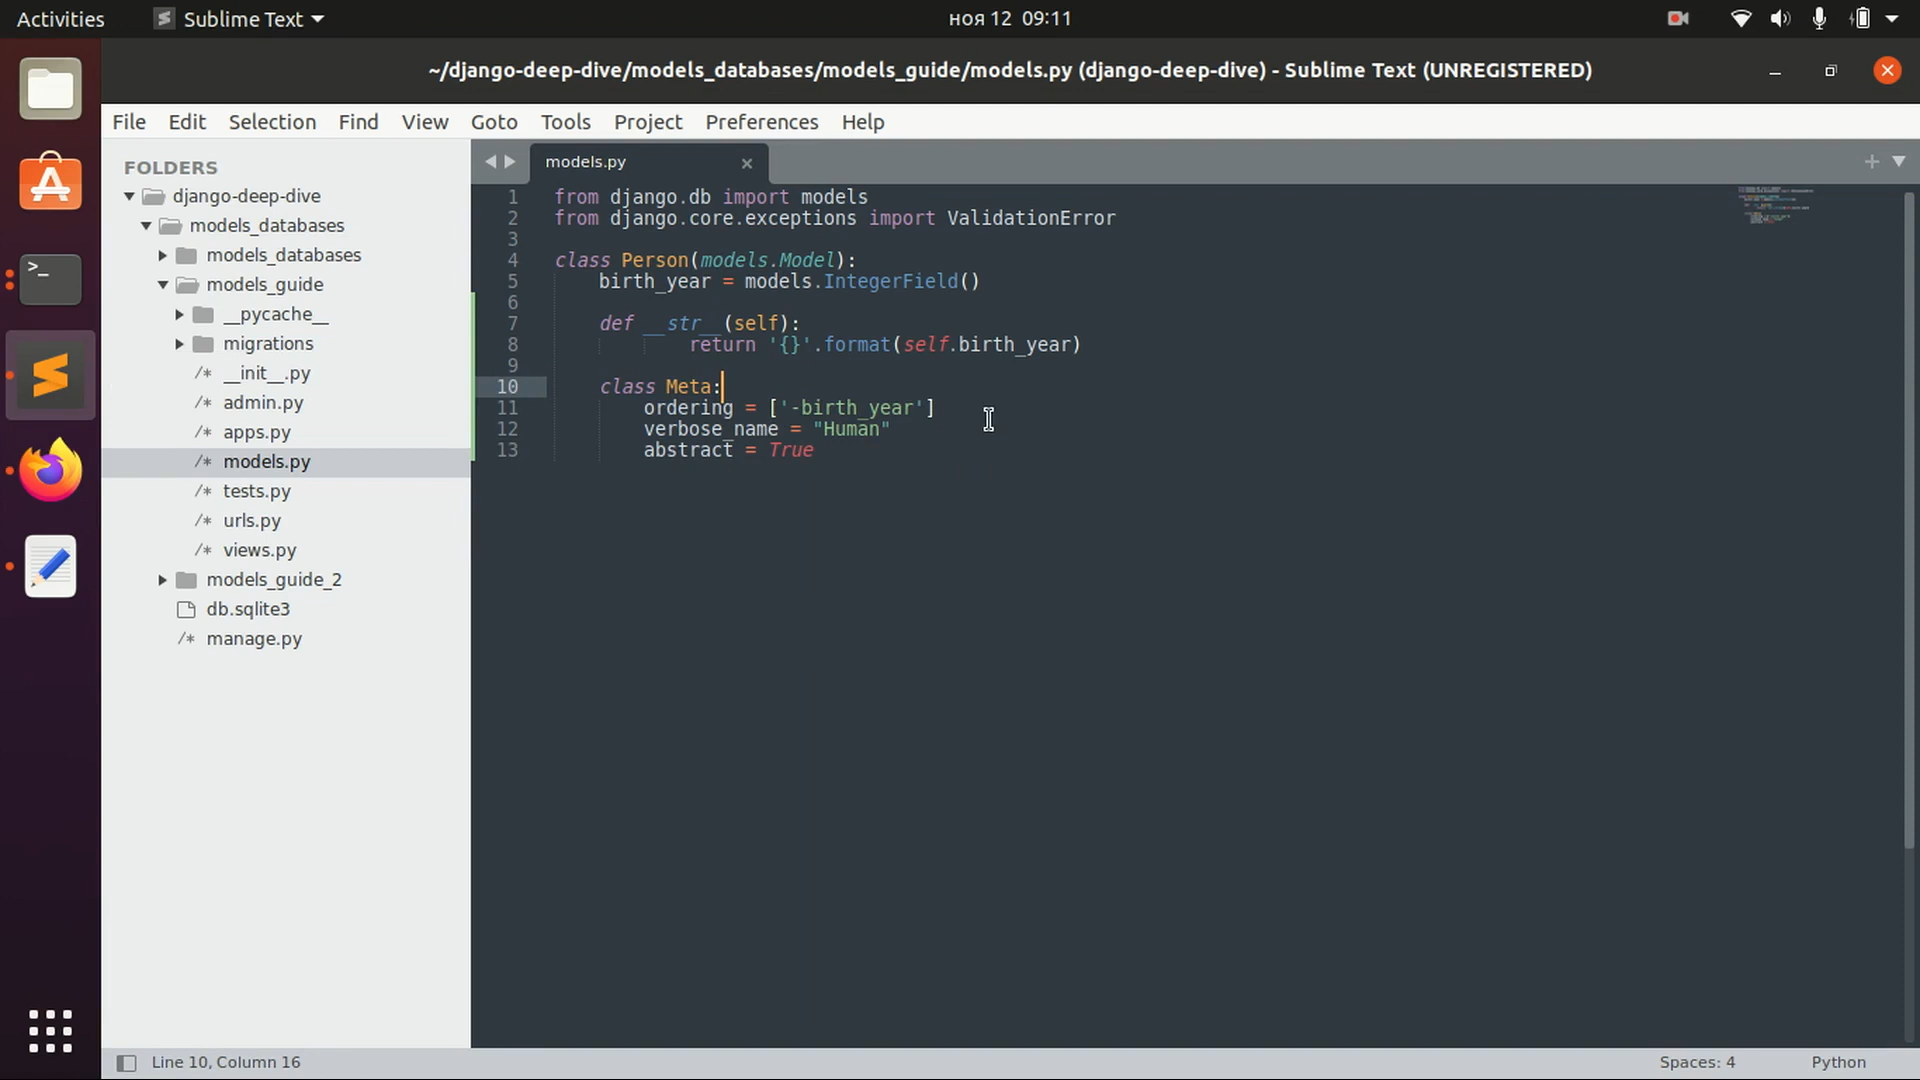 Activities
Sublime Text
ноя 12 09:11
~/django-deep-dive/models_databases/models_guide/models.py (django-deep-dive) - Sublime Text (UNREGISTERED)
File Edit Selection Find View Goto Tools Project Preferences Help
FOLDERS
django-deep-dive
models_databases
models_databases
models_guide
__pycache__
migrations
/* __init__.py
/* admin.py
/* apps.py
/* models.py
/* tests.py
/* urls.py
/* views.py
models_guide_2
db.sqlite3
/* manage.py
models.py
1 from django.db import models
2 from django.core.exceptions import ValidationError
3
4 class Person(models.Model):
5 birth_year = models.IntegerField()
6
7 def __str__(self):
8 return '{}'.format(self.birth_year)
9
10 class Meta:
11 ordering = ['-birth_year']
12 verbose_name = "Human"
13 abstract = True
Line 10, Column 16
Spaces: 4
Python